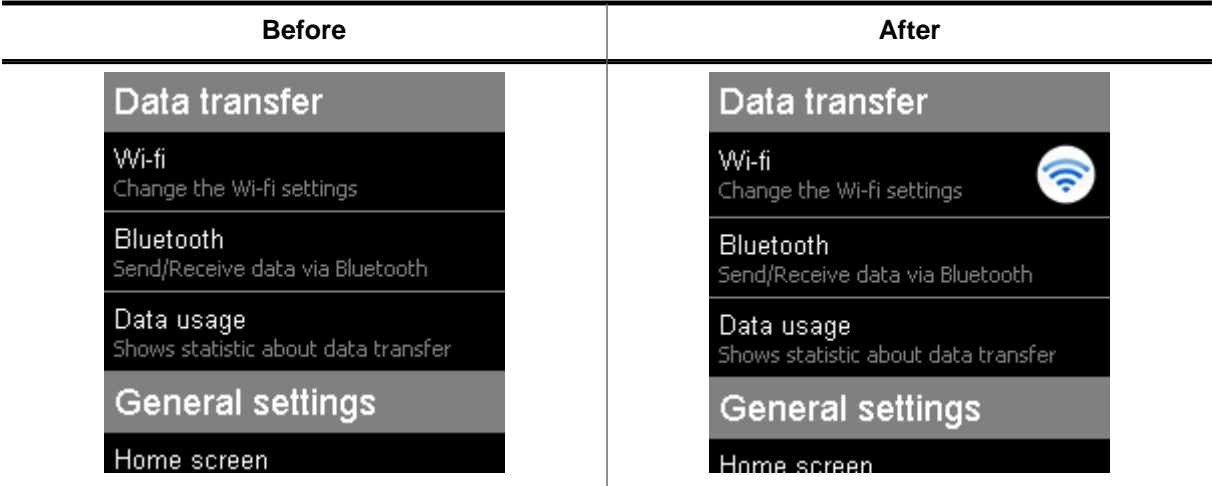 Before
After
Data transfer
Wi-fi
Change the Wi-fi settings
Bluetooth
Send/Receive data via Bluetooth
Data usage
Shows statistic about data transfer
General settings
Home screen
Data transfer
Wi-fi
Change the Wi-fi settings
Bluetooth
Send/Receive data via Bluetooth
Data usage
Shows statistic about data transfer
General settings
Home screen